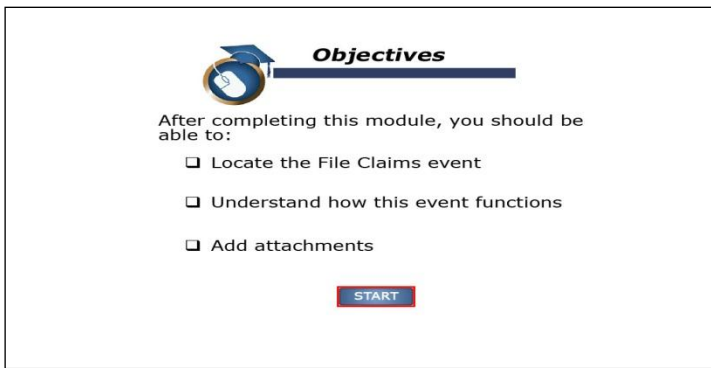 Objectives
After completing this module, you should be
able to:
❑ Locate the File Claims event
❑ Understand how this event functions
❑ Add attachments
START